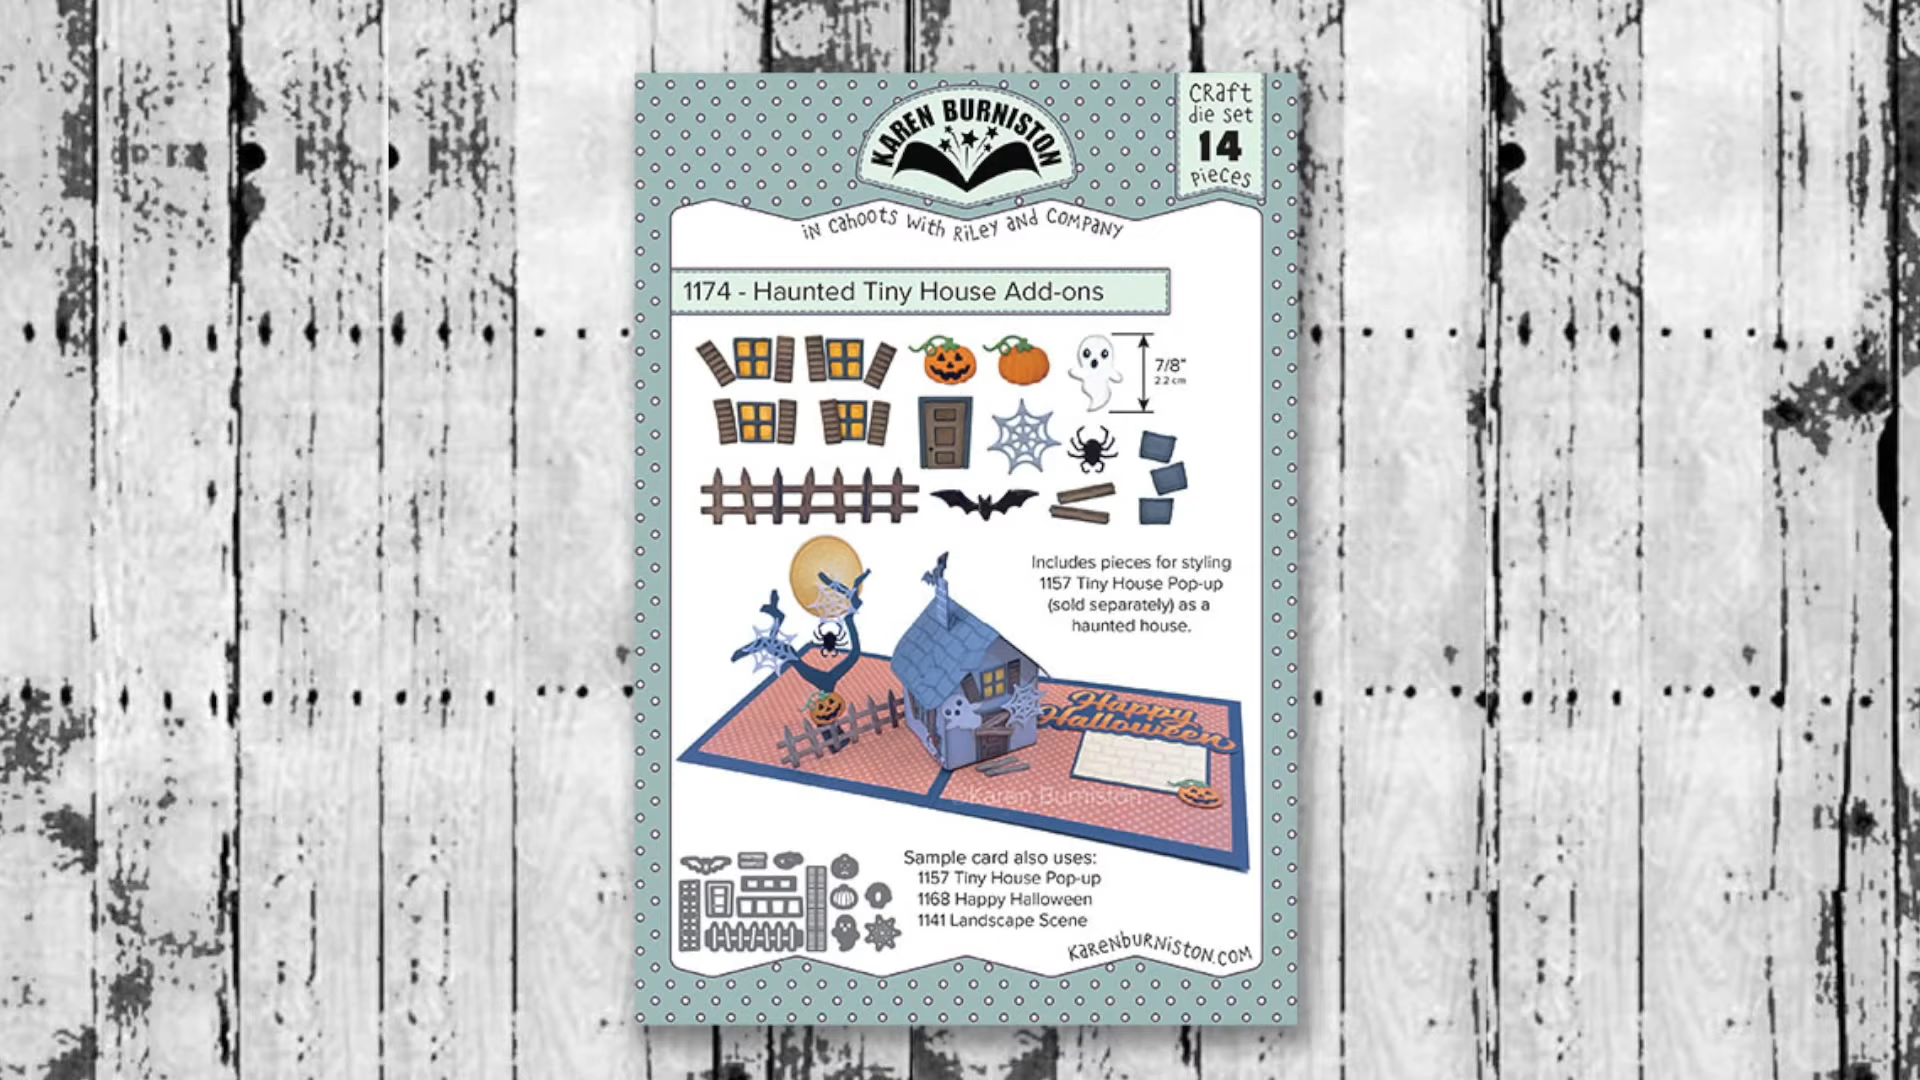 KAREN BURNISTON
CRaft
die set
14
pieces
iN cahoots with RiLey and COMPANY
1174 - Haunted Tiny House Add-ons
7/8"
2.2 cm
Includes pieces for styling
1157 Tiny House Pop-up
(sold separately) as a
haunted house.
Happy
Halloween
©Karen Burniston
Sample card also uses:
1157 Tiny House Pop-up
1168 Happy Halloween
1141 Landscape Scene
KaRENbURNiSTON.COM